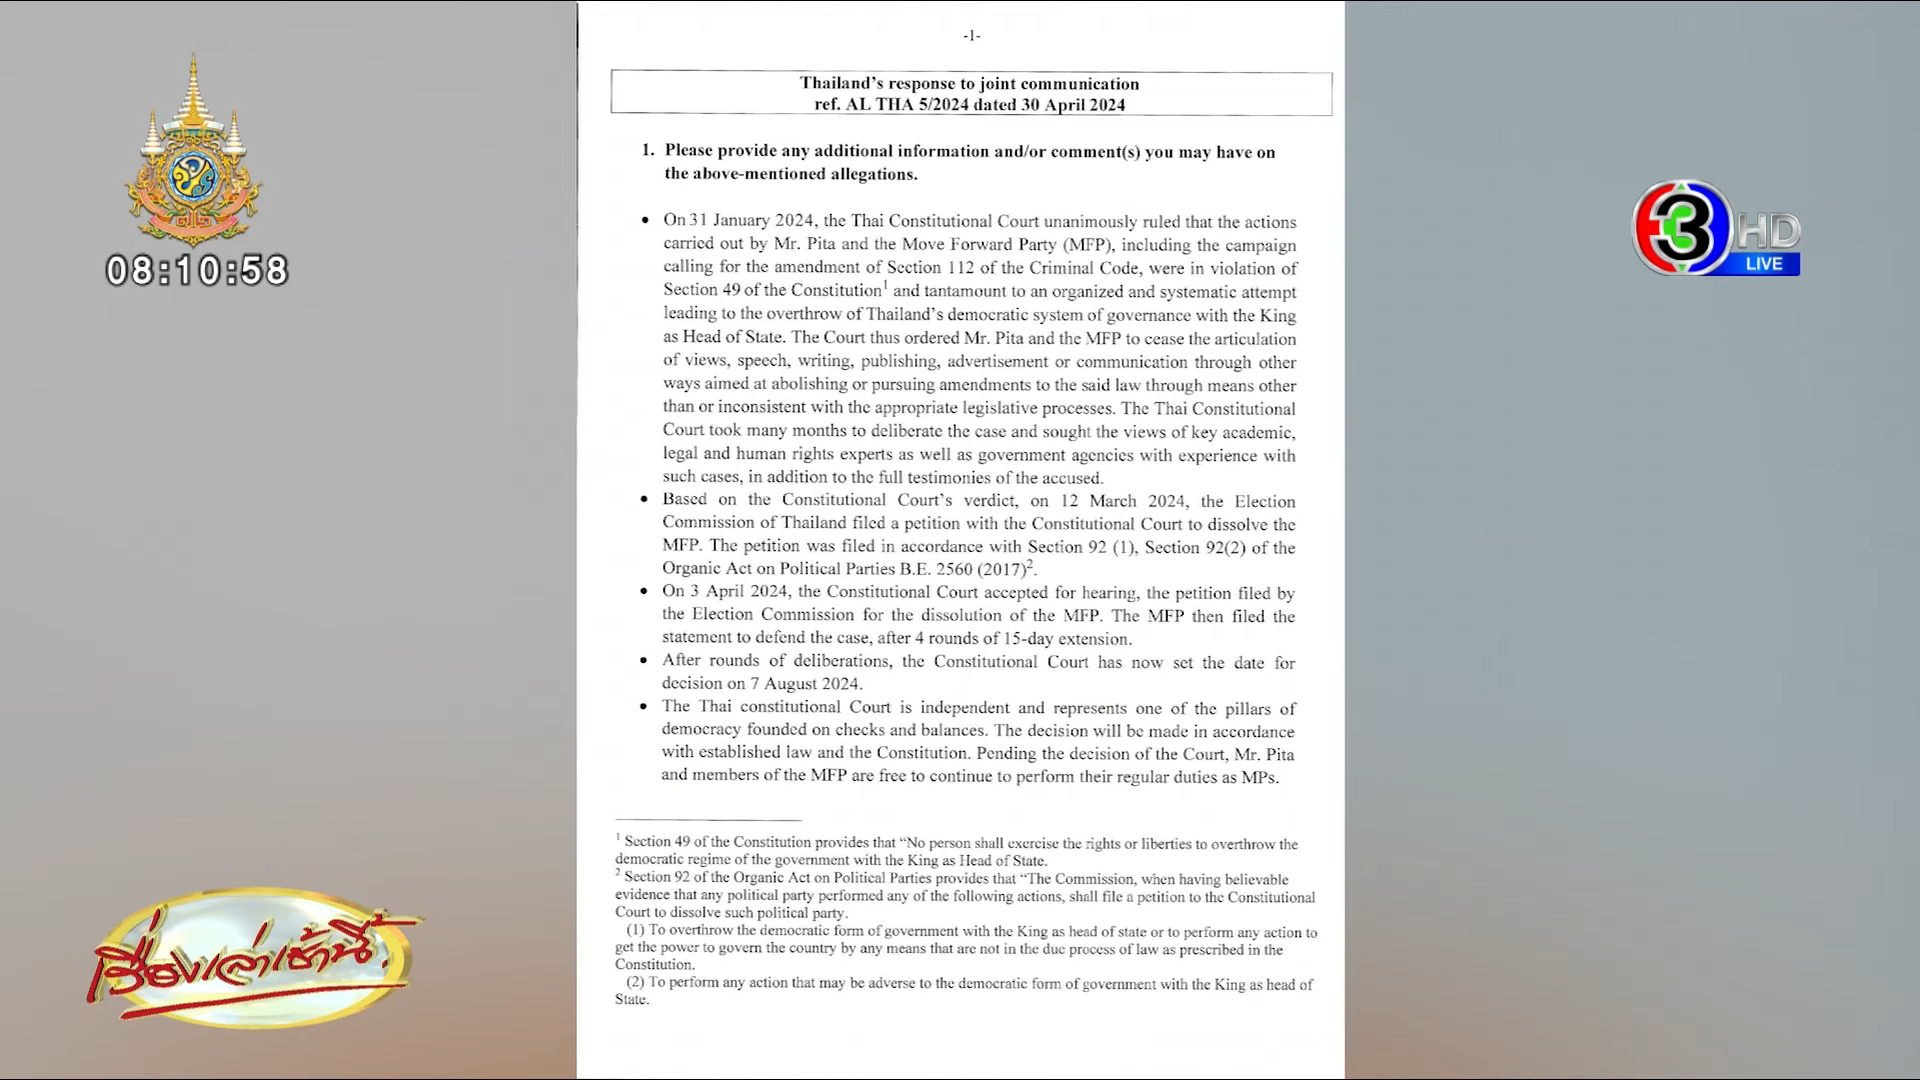 -1-
Thailand's response to joint communication
ref. AL THA 5/2024 dated 30 April 2024
1. Please provide any additional information and/or comment(s) you may have on
the above-mentioned allegations.
• On 31 January 2024, the Thai Constitutional Court unanimously ruled that the actions
carried out by Mr. Pita and the Move Forward Party (MFP), including the campaign
calling for the amendment of Section 112 of the Criminal Code, were in violation of
Section 49 of the Constitution¹ and tantamount to an organized and systematic attempt
leading to the overthrow of Thailand's democratic system of governance with the King
as Head of State. The Court thus ordered Mr. Pita and the MFP to cease the articulation
of views, speech, writing, publishing, advertisement or communication through other
ways aimed at abolishing or pursuing amendments to the said law through means other
than or inconsistent with the appropriate legislative processes. The Thai Constitutional
Court took many months to deliberate the case and sought the views of key academic,
legal and human rights experts as well as government agencies with experience with
such cases, in addition to the full testimonies of the accused.
• Based on the Constitutional Court's verdict, on 12 March 2024, the Election
Commission of Thailand filed a petition with the Constitutional Court to dissolve the
MFP. The petition was filed in accordance with Section 92 (1), Section 92(2) of the
Organic Act on Political Parties B.E. 2560 (2017)².
• On 3 April 2024, the Constitutional Court accepted for hearing, the petition filed by
the Election Commission for the dissolution of the MFP. The MFP then filed the
statement to defend the case, after 4 rounds of 15-day extension.
• After rounds of deliberations, the Constitutional Court has now set the date for
decision on 7 August 2024.
• The Thai constitutional Court is independent and represents one of the pillars of
democracy founded on checks and balances. The decision will be made in accordance
with established law and the Constitution. Pending the decision of the Court, Mr. Pita
and members of the MFP are free to continue to perform their regular duties as MPs.
¹ Section 49 of the Constitution provides that “No person shall exercise the rights or liberties to overthrow the
democratic regime of the government with the King as Head of State.
² Section 92 of the Organic Act on Political Parties provides that “The Commission, when having believable
evidence that any political party performed any of the following actions, shall file a petition to the Constitutional
Court to dissolve such political party.
(1) To overthrow the democratic form of government with the King as head of state or to perform any action to
get the power to govern the country by any means that are not in the due process of law as prescribed in the
Constitution.
(2) To perform any action that may be adverse to the democratic form of government with the King as head of
State.
08:10:58
3 HD
LIVE
เรื่องเล่าเช้านี้